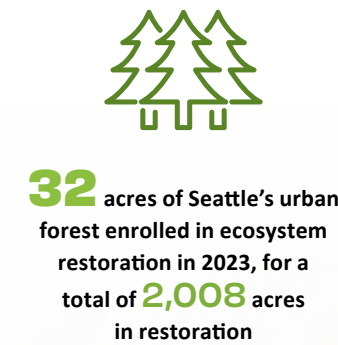 32 acres of Seattle's urban
forest enrolled in ecosystem
restoration in 2023, for a
total of 2,008 acres
in restoration